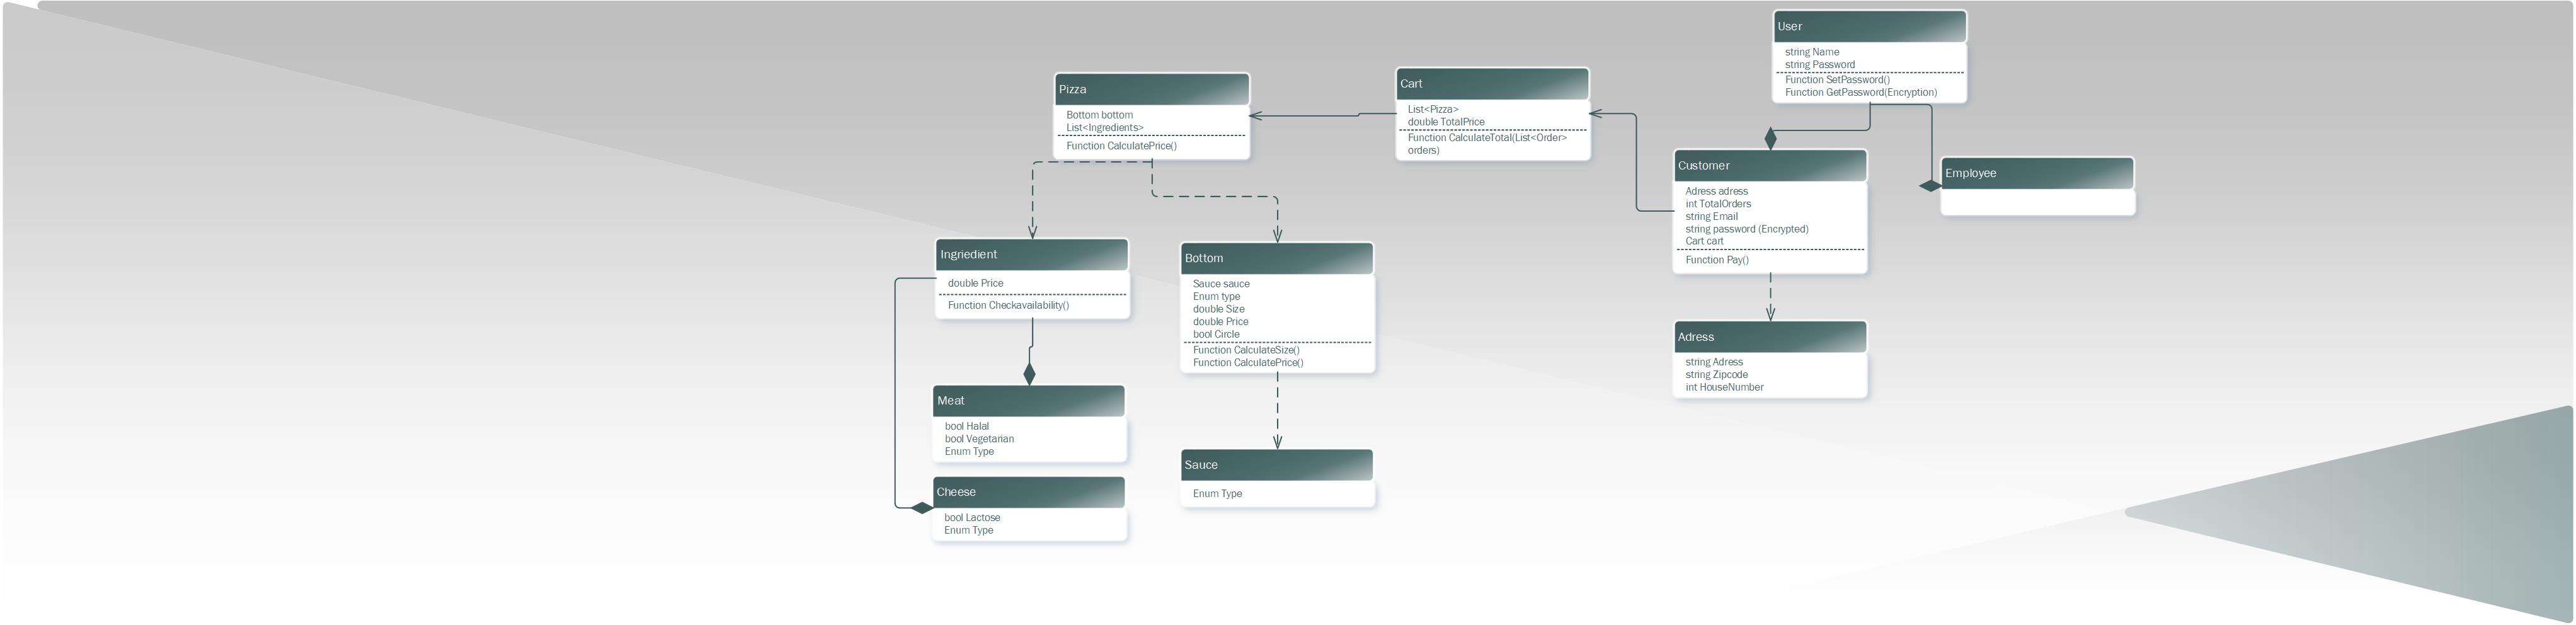 User
string Name
string Password
Function SetPassword()
Function GetPassword(Encryption)
Pizza
Bottom bottom
List<Ingredients>
Function CalculatePrice()
Cart
List<Pizza>
double TotalPrice
Function CalculateTotal(List<Order>
orders)
Customer
Adress adress
int TotalOrders
string Email
string password (Encrypted)
Cart cart
Function Pay()
Employee
Ingriedient
double Price
Function Checkavailability()
Bottom
Sauce sauce
Enum type
double Size
double Price
bool Circle
Function CalculateSize()
Function CalculatePrice()
Adress
string Adress
string Zipcode
int HouseNumber
Meat
bool Halal
bool Vegetarian
Enum Type
Sauce
Enum Type
Cheese
bool Lactose
Enum Type